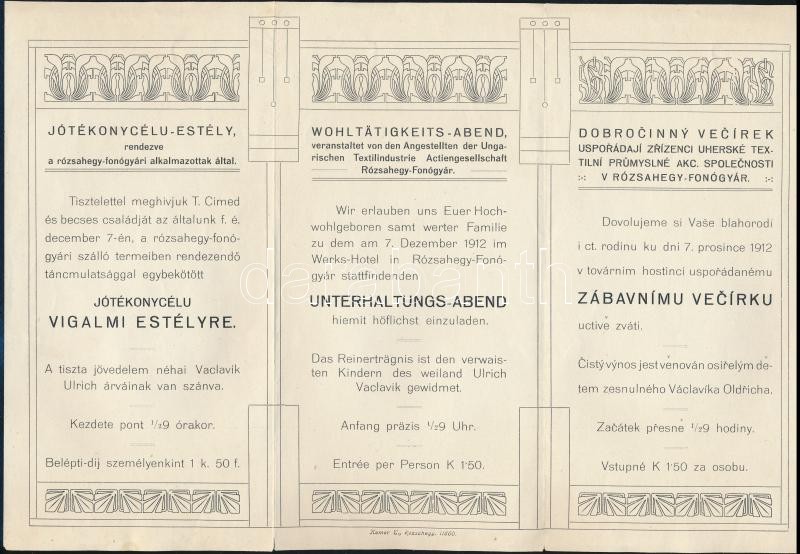 JÓTÉKONYCÉLU-ESTÉLY,
rendezve
a rózsahegy-fonógyári alkalmazottak által.
Tisztelettel meghivjuk T. Cimed
és becses családját az általunk f. é.
december 7-én, a rózsahegy-fonó-
gyári szálló termeiben rendezendő
táncmulatsággal egybekötött
JÓTÉKONYCÉLU
VIGALMI ESTÉLYRE.
A tiszta jövedelem néhai Vaclavik
Ulrich árváinak van szánva.
Kezdete pont 1/29 órakor.
Belépti-dij személyenkint 1 k. 50 f.
WOHLTÄTIGKEITS-ABEND,
veranstaltet von den Angestellten der Unga-
rischen Textilindustrie Actiengesellschaft
Rózsahegy-Fonógyár.
Wir erlauben uns Euer Hoch-
wohlgeboren samt werter Familie
zu dem am 7. Dezember 1912 im
Werks-Hotel in Rózsahegy-Fonó-
gyár stattfindenden
UNTERHALTUNGS-ABEND
hiemit höflichst einzuladen.
Das Reinerträgnis ist den verwais-
ten Kindern des weiland Ulrich
Vaclavik gewidmet.
Anfang präzis 1/29 Uhr.
Entrée per Person K 1·50.
DOBROČINNÝ VEČÍREK
USPOŘÁDAJÍ ZŘÍZENCI UHERSKÉ TEX-
TILNÍ PRŮMYSLNÉ AKC. SPOLEČNOSTI
V RÓZSAHEGY-FONÓGYÁR.
Dovolujeme si Vaše blahorodí
i ct. rodinu ku dni 7. prosince 1912
v továrním hostinci uspořádanému
ZÁBAVNÍMU VEČÍRKU
uctivě zváti.
Čistý výnos jest věnován osiřelým dě-
tem zesnulného Václavíka Oldřicha.
Začátek přesne 1/29 hodiny.
Vstupné K 1·50 za osobu.
darabanth